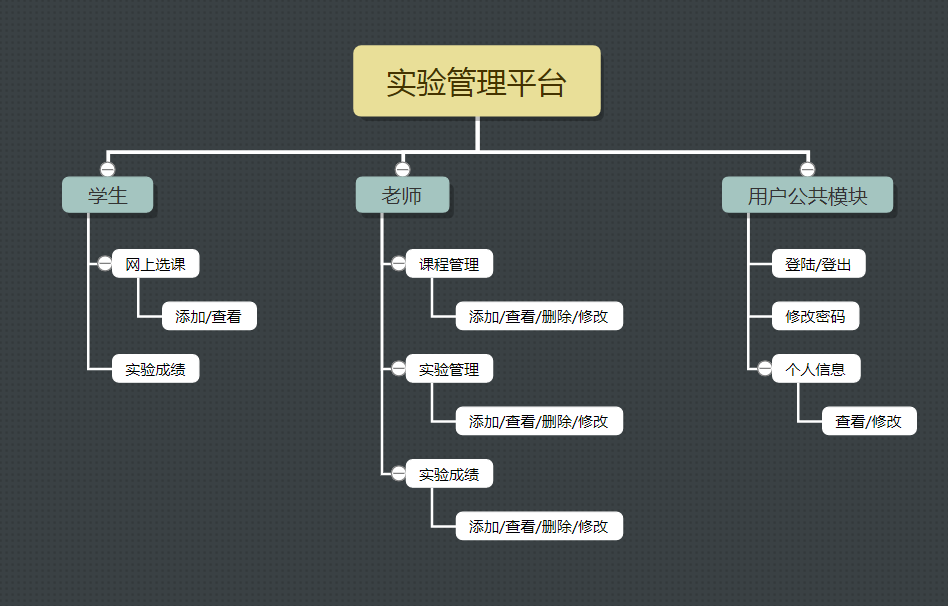 实验管理平台
学生
老师
用户公共模块
网上选课
添加/查看
实验成绩
课程管理
添加/查看/删除/修改
实验管理
添加/查看/删除/修改
实验成绩
添加/查看/删除/修改
登陆/登出
修改密码
个人信息
查看/修改